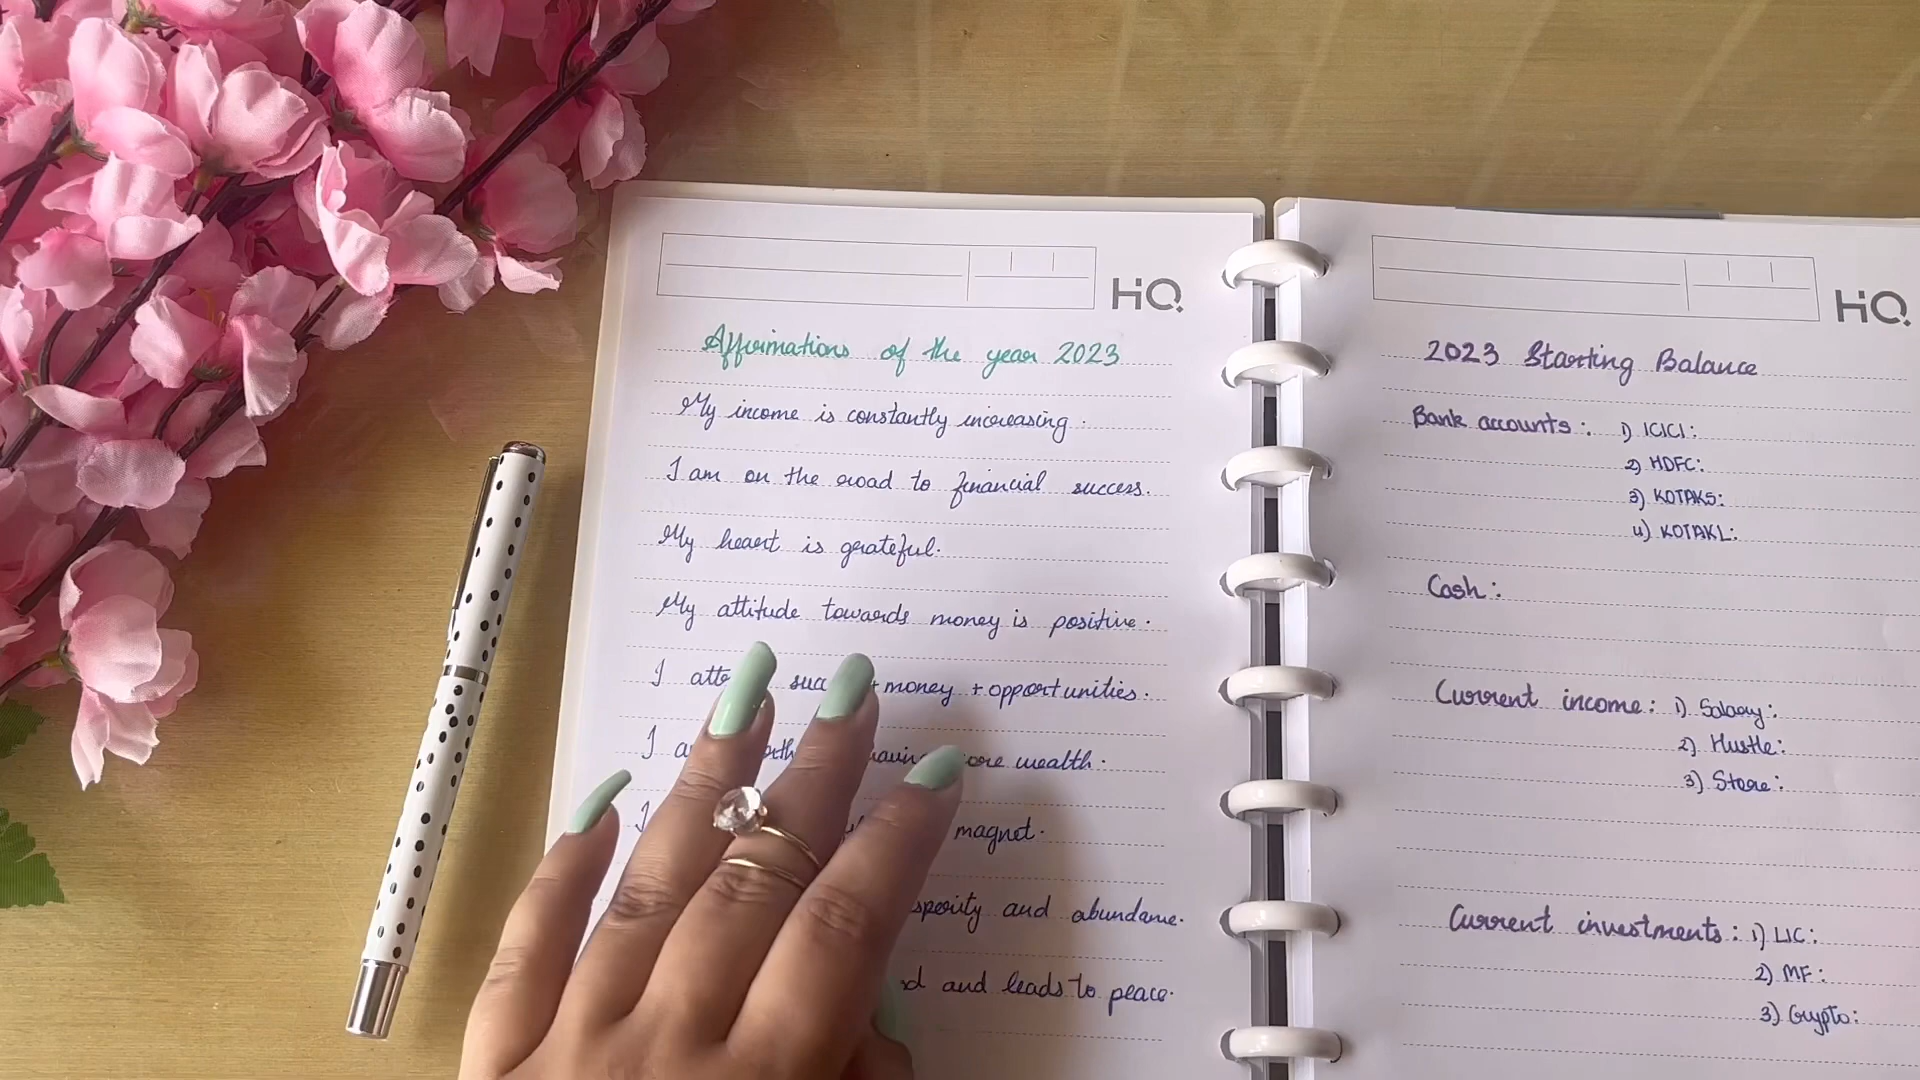 HQ
Affirmations of the year 2023
My income is constantly increasing.
I am on the road to financial success.
My heart is grateful.
My attitude towards money is positive.
I + money + opportunities.
I wealth.
I magnet.
and abundance.
and leads to peace.
HQ
2023 Starting Balance
Bank accounts: 1) ICICI:
2) HDFC:
3) KOTAKS:
4) KOTAKL:
Cash:
Current income: 1) Salary:
2) Hustle:
3) Store:
Current investments: 1) LIC:
2) MF:
3) Crypto: